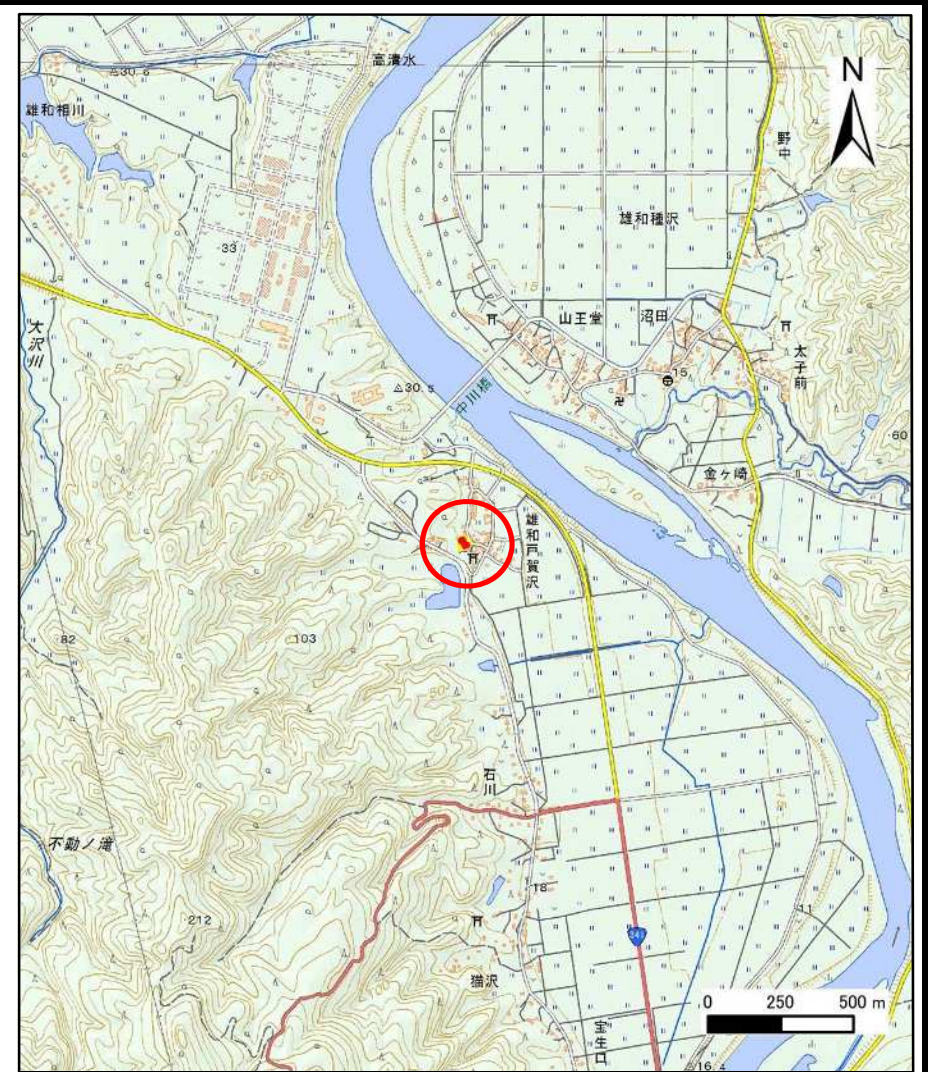 高清水
30.8
雄和相川
N
野中
雄和種沢
33
15
山王堂
沼田
大沢川
太子前
50
15
30.5
中川橋
60
10
金ヶ崎
雄和戸賀沢
82
103
50
石川
不動ノ滝
18
11
212
341
猫沢
0 250 500 m
宝生口
16.4